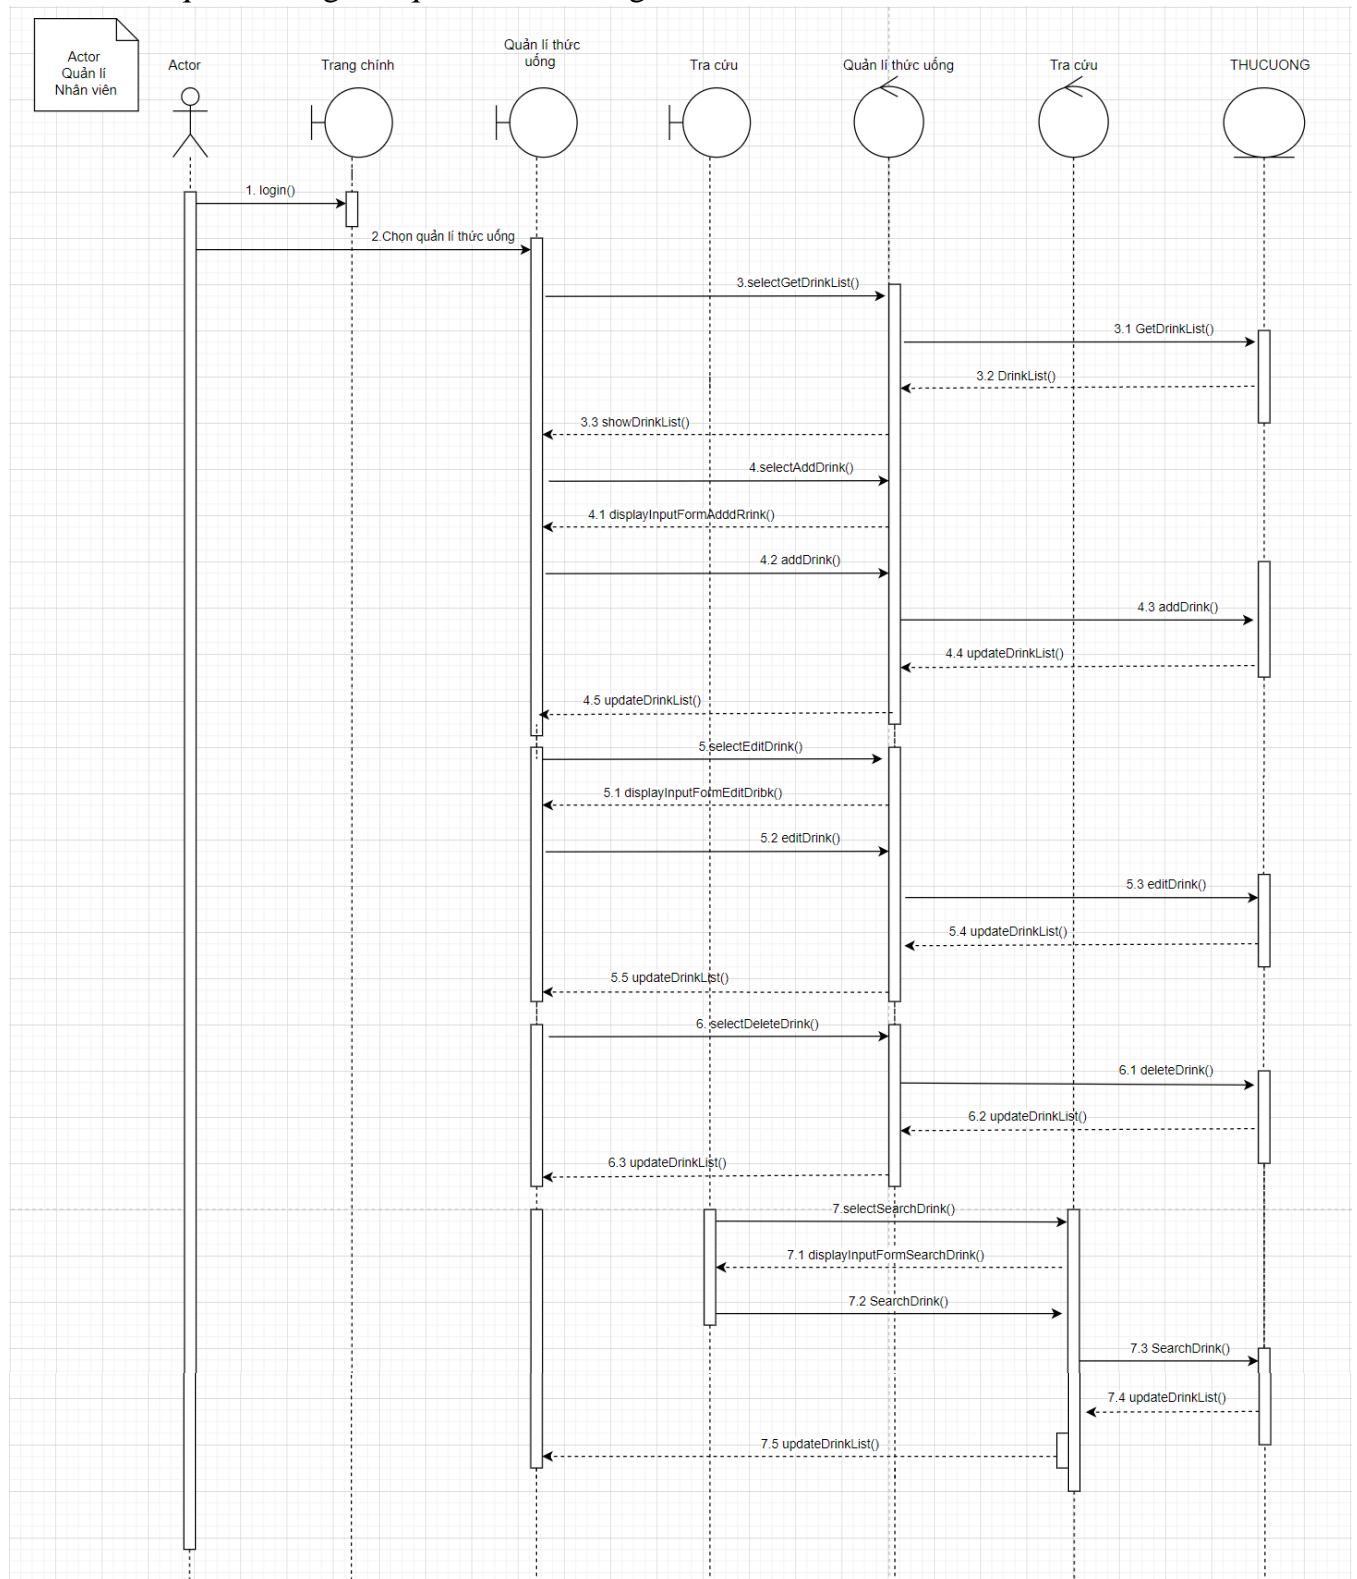 Actor
Quản lí
Nhân viên
Actor
Trang chính
Quản lí thức
uống
Tra cứu
Quản lí thức uống
Tra cứu
THUCUONG
1. login()
2.Chọn quản lí thức uống
3.selectGetDrinkList()
3.1 GetDrinkList()
3.2 DrinkList()
3.3 showDrinkList()
4.selectAddDrink()
4.1 displayInputFormAdddRrink()
4.2 addDrink()
4.3 addDrink()
4.4 updateDrinkList()
4.5 updateDrinkList()
5.selectEditDrink()
5.1 displayInputFormEditDribk()
5.2 editDrink()
5.3 editDrink()
5.4 updateDrinkList()
5.5 updateDrinkList()
6. selectDeleteDrink()
6.1 deleteDrink()
6.2 updateDrinkList()
6.3 updateDrinkList()
7.selectSearchDrink()
7.1 displayInputFormSearchDrink()
7.2 SearchDrink()
7.3 SearchDrink()
7.4 updateDrinkList()
7.5 updateDrinkList()